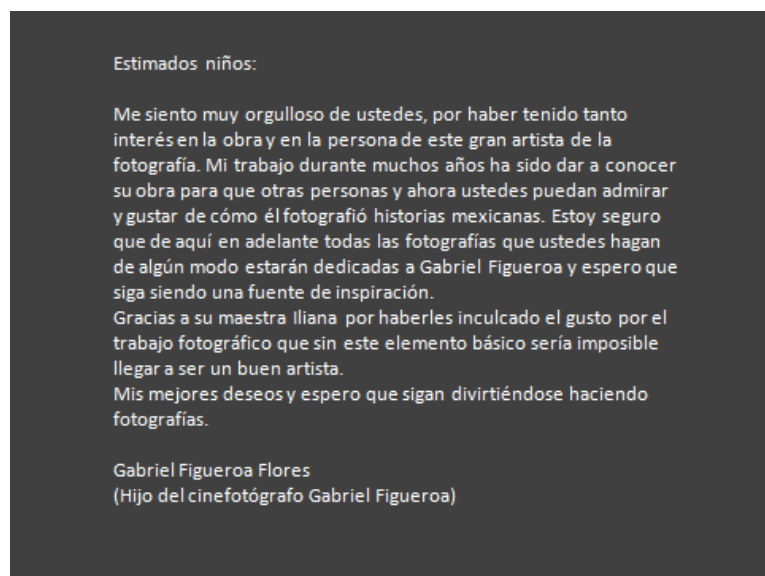 Estimados niños:
Me siento muy orgulloso de ustedes, por haber tenido tanto
interés en la obra y en la persona de este gran artista de la
fotografía. Mi trabajo durante muchos años ha sido dar a conocer
su obra para que otras personas y ahora ustedes puedan admirar
y gustar de cómo él fotografió historias mexicanas. Estoy seguro
que de aquí en adelante todas las fotografías que ustedes hagan
de algún modo estarán dedicadas a Gabriel Figueroa y espero que
siga siendo una fuente de inspiración.
Gracias a su maestra Iliana por haberles inculcado el gusto por el
trabajo fotográfico que sin este elemento básico sería imposible
llegar a ser un buen artista.
Mis mejores deseos y espero que sigan divirtiéndose haciendo
fotografías.
Gabriel Figueroa Flores
(Hijo del cinefotógrafo Gabriel Figueroa)